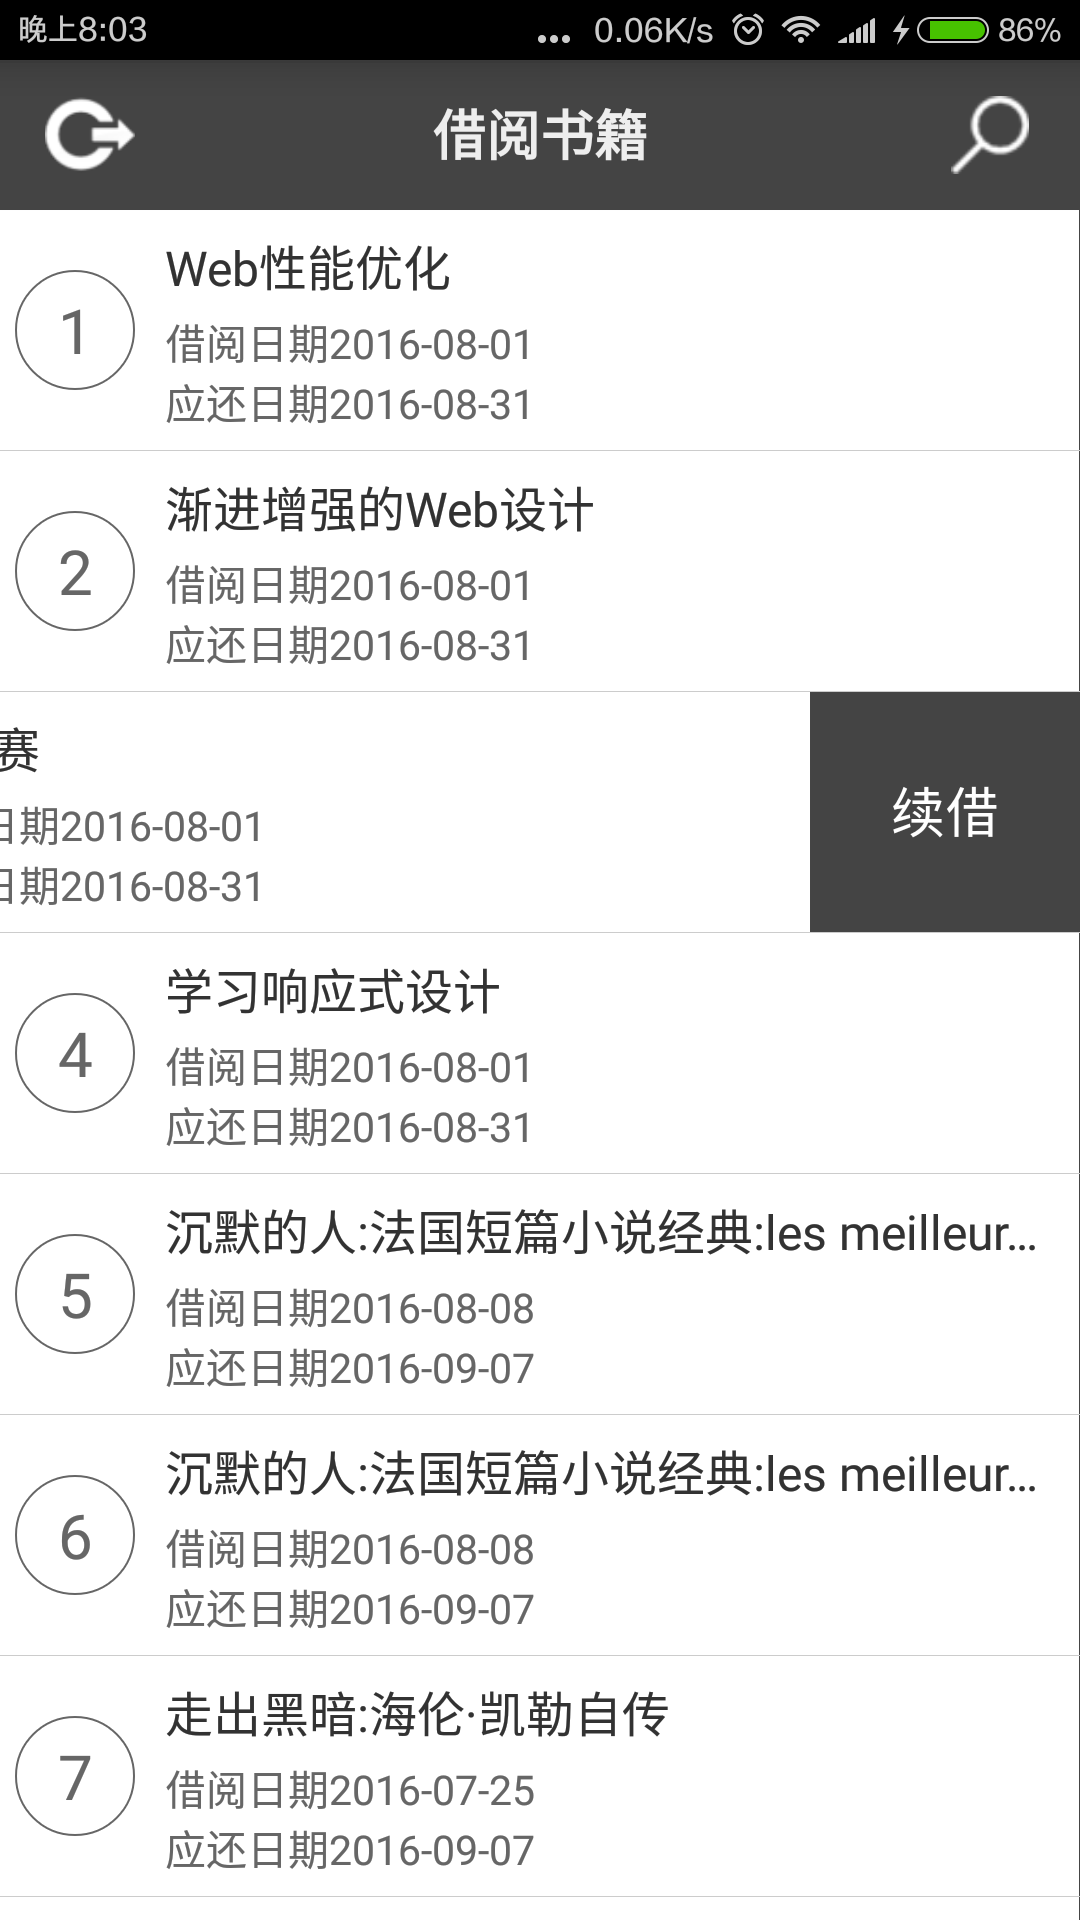 晚上8:03 ... 0.06K/s 86%
借阅书籍
1
Web性能优化
借阅日期2016-08-01
应还日期2016-08-31
2
渐进增强的Web设计
借阅日期2016-08-01
应还日期2016-08-31
赛
日期2016-08-01
日期2016-08-31
续借
4
学习响应式设计
借阅日期2016-08-01
应还日期2016-08-31
5
沉默的人:法国短篇小说经典:les meilleur...
借阅日期2016-08-08
应还日期2016-09-07
6
沉默的人:法国短篇小说经典:les meilleur...
借阅日期2016-08-08
应还日期2016-09-07
7
走出黑暗:海伦·凯勒自传
借阅日期2016-07-25
应还日期2016-09-07